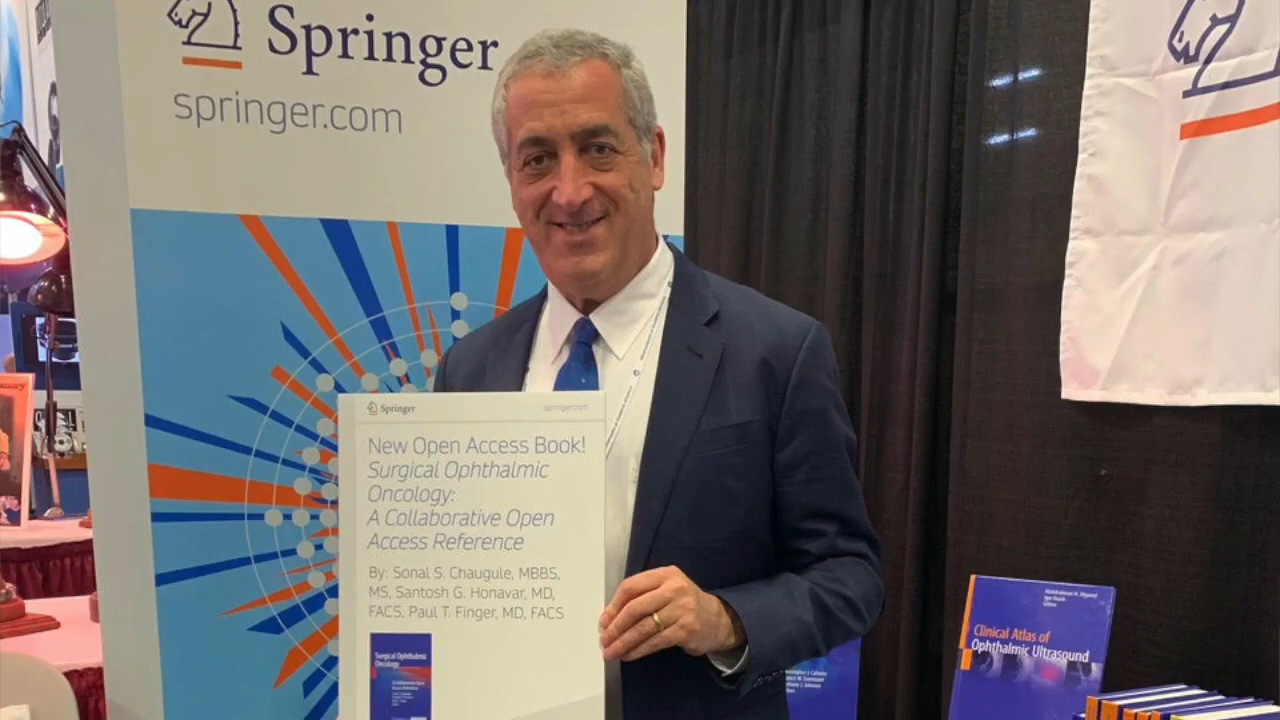 Springer
springer.com
Springer
springer.com
New Open Access Book!
Surgical Ophthalmic
Oncology:
A Collaborative Open
Access Reference
By: Sonal S. Chaugule, MBBS,
MS, Santosh G. Honavar, MD,
FACS, Paul T. Finger, MD, FACS
Surgical Ophthalmic
Oncology
Clinical Atlas of
Ophthalmic Ultrasound